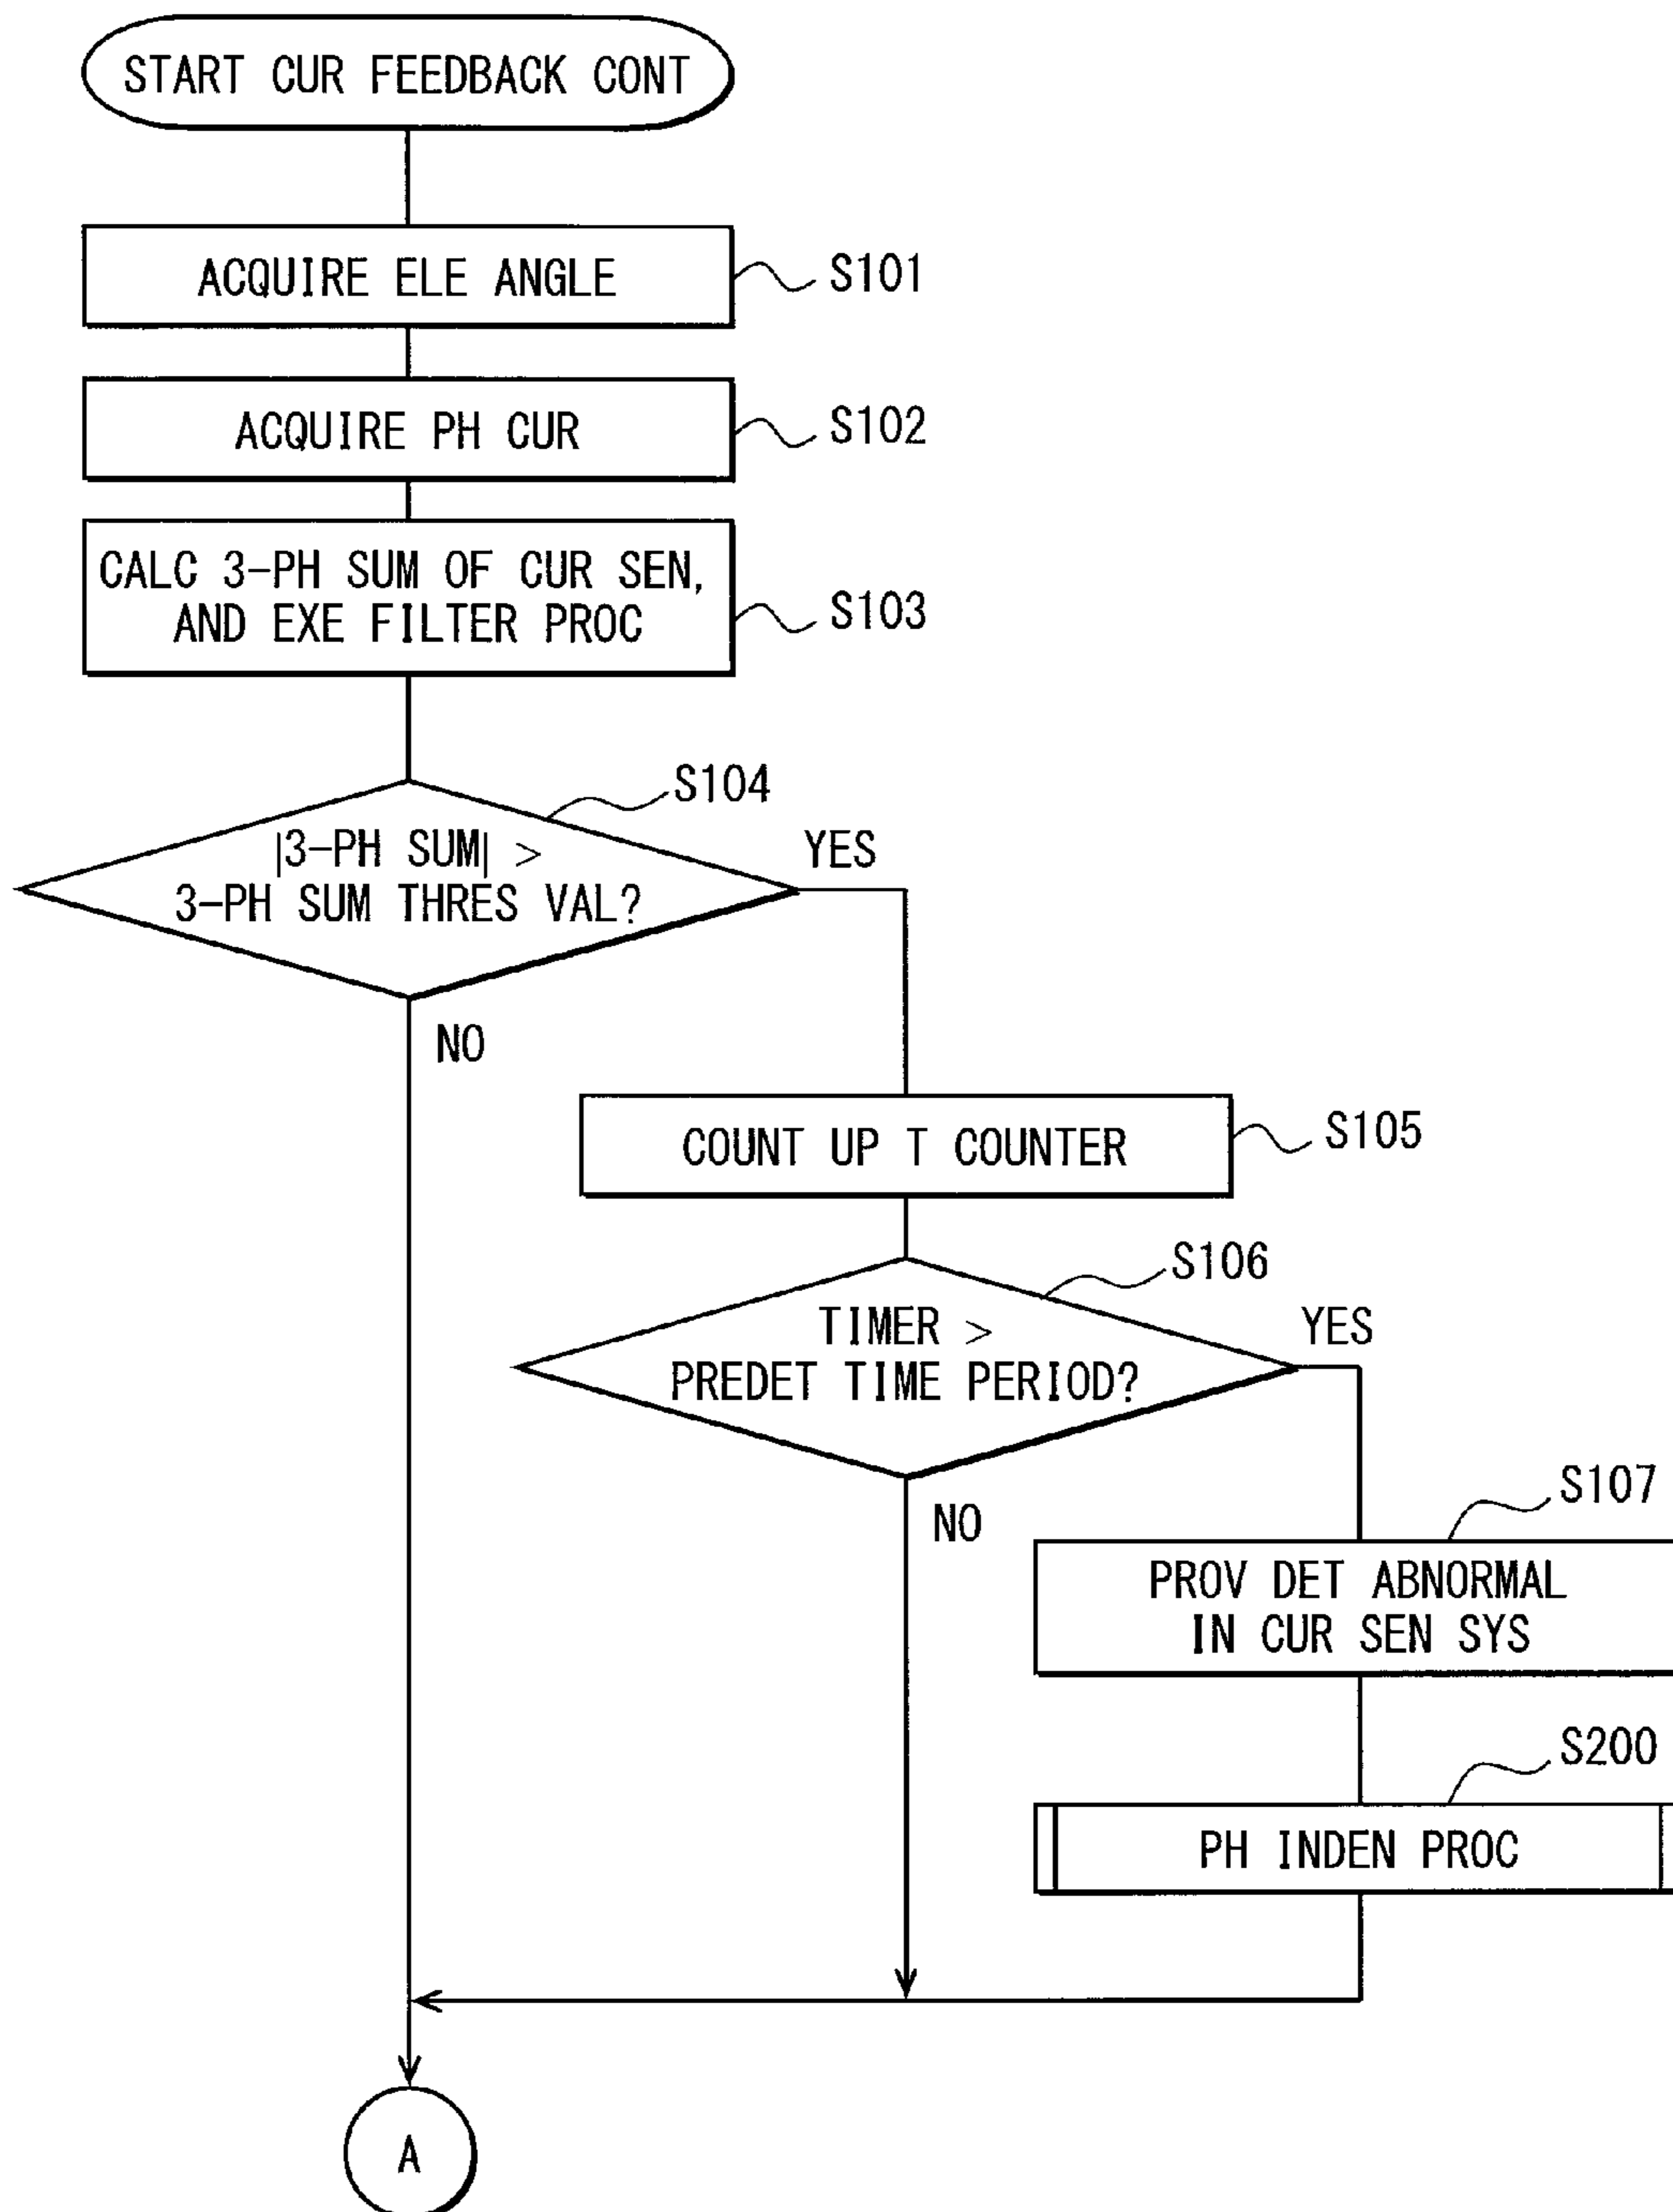 START CUR FEEDBACK CONT
ACQUIRE ELE ANGLE
S101
ACQUIRE PH CUR
S102
CALC 3-PH SUM OF CUR SEN,
AND EXE FILTER PROC
S103
S104
|3-PH SUM| >
3-PH SUM THRES VAL?
YES
NO
COUNT UP T COUNTER
S105
S106
TIMER >
PREDET TIME PERIOD?
YES
NO
S107
PROV DET ABNORMAL
IN CUR SEN SYS
S200
PH INDEN PROC
A